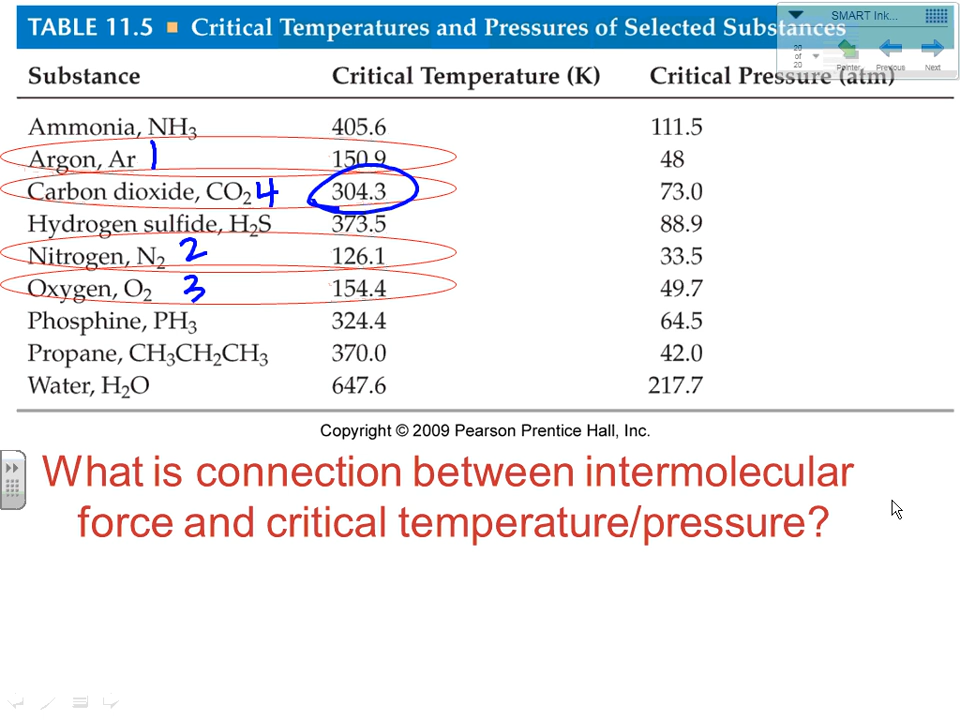 TABLE 11.5 ■ Critical Temperatures and Pressures of Selected Substances
SMART Ink...
20 of 20 Pointer Previous Next
Substance Critical Temperature (K) Critical Pressure (atm)
Ammonia, NH3 405.6 111.5
Argon, Ar 1 150.9 48
Carbon dioxide, CO2 4 304.3 73.0
Hydrogen sulfide, H2S 373.5 88.9
Nitrogen, N2 2 126.1 33.5
Oxygen, O2 3 154.4 49.7
Phosphine, PH3 324.4 64.5
Propane, CH3CH2CH3 370.0 42.0
Water, H2O 647.6 217.7
Copyright © 2009 Pearson Prentice Hall, Inc.
What is connection between intermolecular
force and critical temperature/pressure?